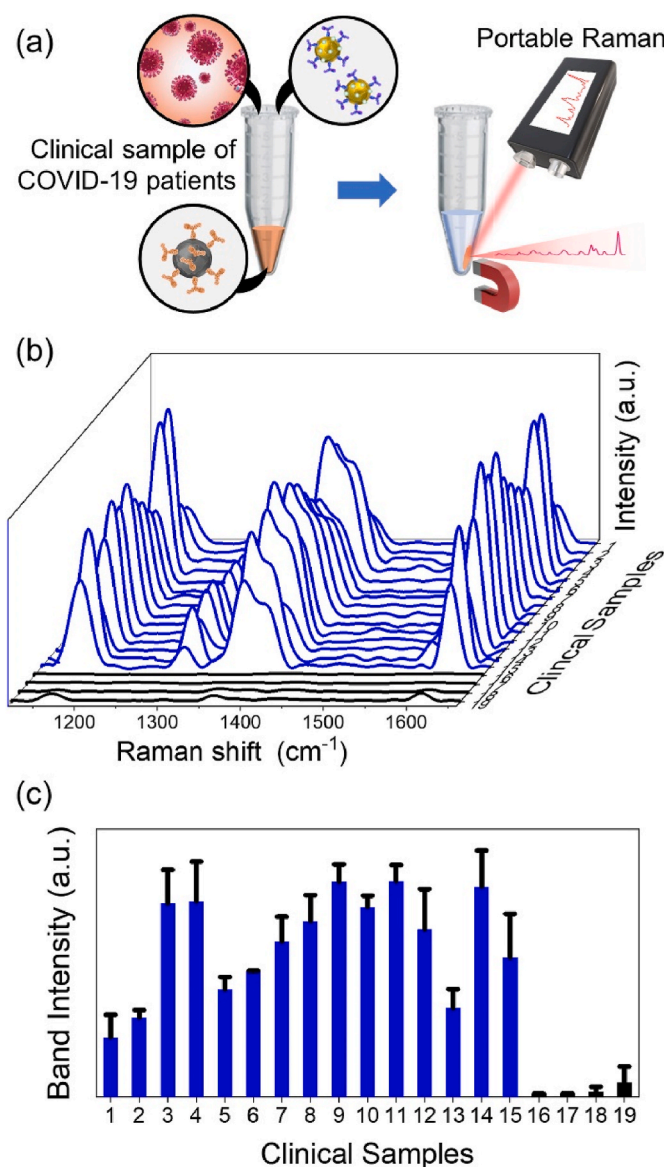 (a)
Portable Raman
Clinical sample of
COVID-19 patients
(b)
Intensity (a.u.)
Clincal Samples
1200 1300 1400 1500 1600
Raman shift (cm-1)
(c)
Band Intensity (a.u.)
1 2 3 4 5 6 7 8 9 10 11 12 13 14 15 16 17 18 19
Clinical Samples